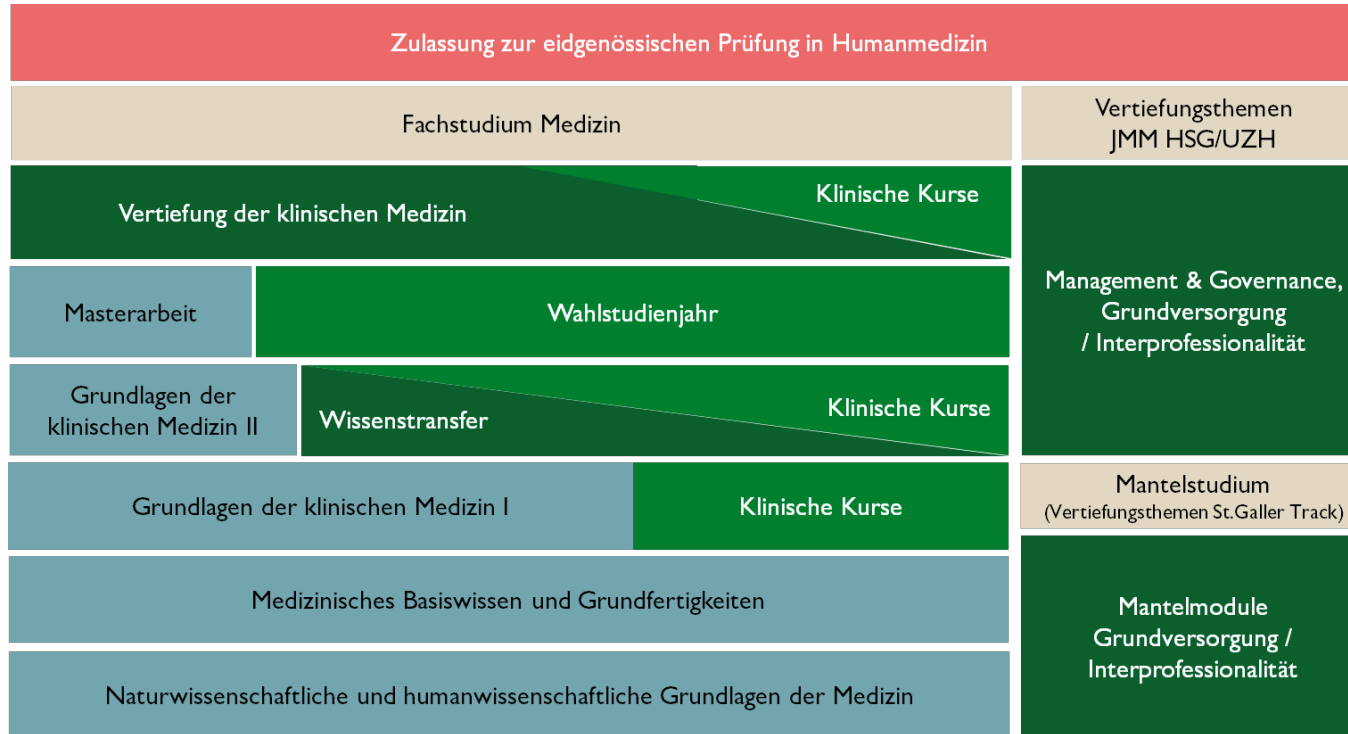 Zulassung zur eidgenössischen Prüfung in Humanmedizin
Fachstudium Medizin
Vertiefungsthemen
JMM HSG/UZH
Vertiefung der klinischen Medizin
Klinische Kurse
Management & Governance,
Grundversorgung
/ Interprofessionalität
Masterarbeit
Wahlstudienjahr
Grundlagen der
klinischen Medizin II
Wissenstransfer
Klinische Kurse
Grundlagen der klinischen Medizin I
Klinische Kurse
Mantelstudium
(Vertiefungsthemen St.Galler Track)
Medizinisches Basiswissen und Grundfertigkeiten
Mantelmodule
Grundversorgung /
Interprofessionalität
Naturwissenschaftliche und humanwissenschaftliche Grundlagen der Medizin